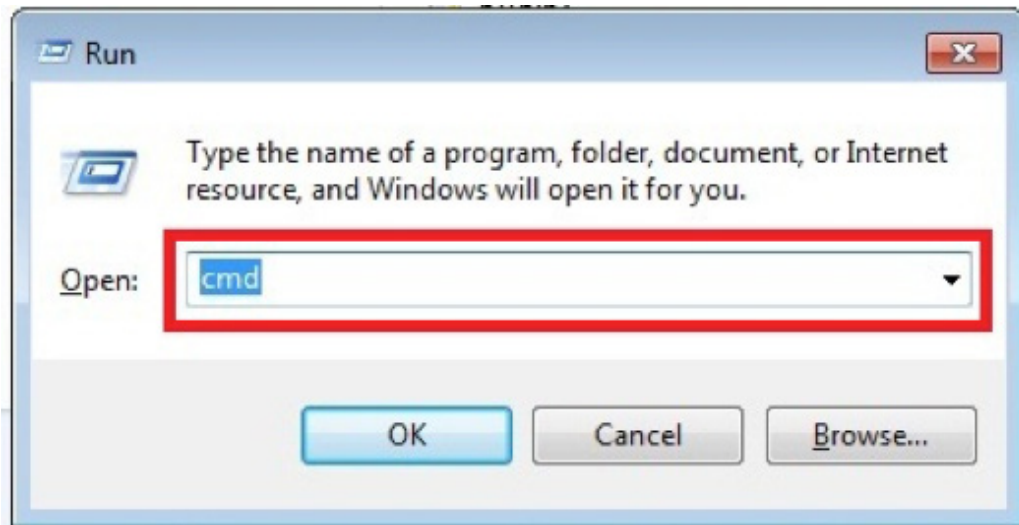 Run
Type the name of a program, folder, document, or Internet
resource, and Windows will open it for you.
Open: cmd
OK Cancel Browse...